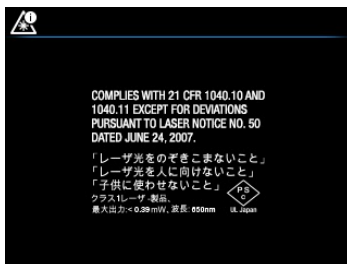 COMPLIES WITH 21 CFR 1040.10 AND
1040.11 EXCEPT FOR DEVIATIONS
PURSUANT TO LASER NOTICE NO. 50
DATED JUNE 24, 2007.
「レーザ光をのぞきこまないこと」
「レーザ光を人に向けないこと」
「子供に使わせないこと」
クラス1レーザ-製品、
最大出力:< 0.39 mW、波長: 650nm
PS
C
UL Japan